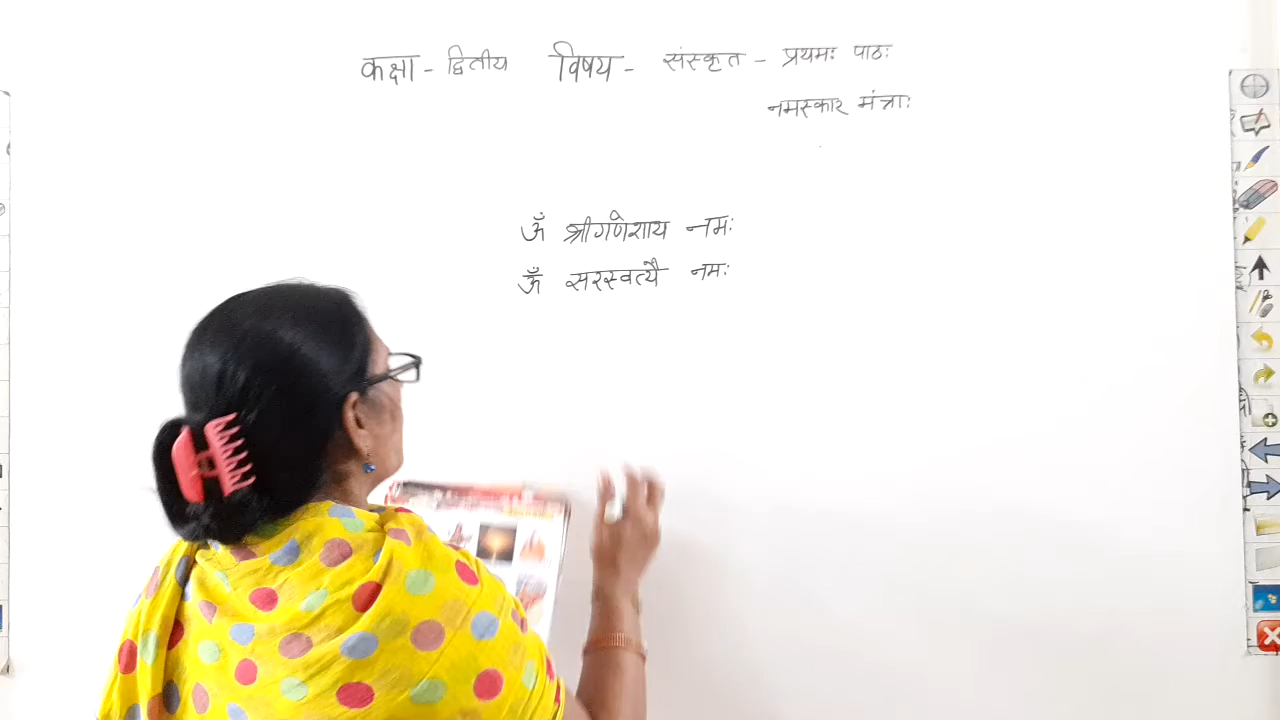 कक्षा - द्वितीय विषय - संस्कृत - प्रथमः पाठः
नमस्कार मंत्राः
ॐ श्रीगणेशाय नमः
ॐ सरस्वत्यै नमः